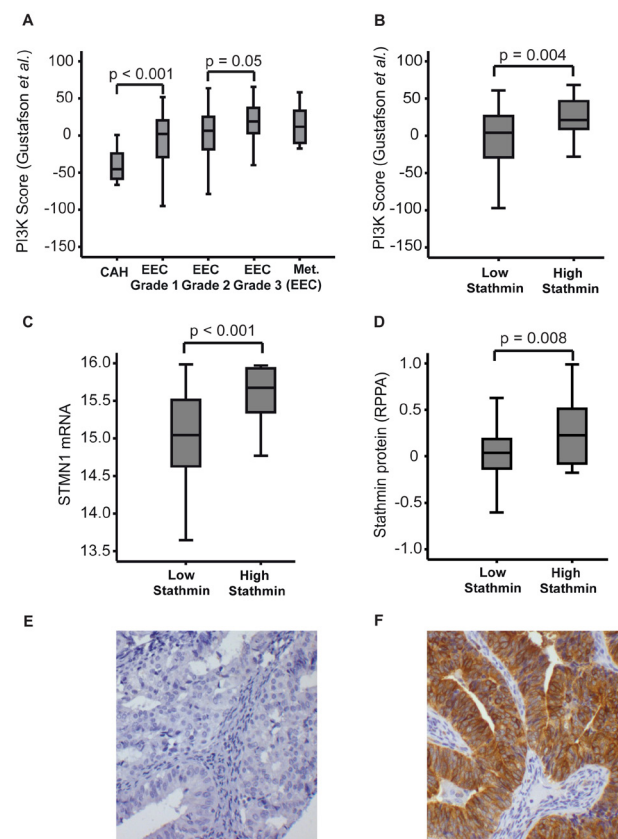 A
p < 0.001
p = 0.05
PI3K Score (Gustafson et al.)
100
50
0
-50
-100
-150
CAH
EEC
Grade 1
EEC
Grade 2
EEC
Grade 3
Met.
(EEC)
B
p = 0.004
PI3K Score (Gustafson et al.)
100
50
0
-50
-100
-150
Low
Stathmin
High
Stathmin
C
p < 0.001
STMN1 mRNA
16.0
15.5
15.0
14.5
14.0
13.5
Low
Stathmin
High
Stathmin
D
p = 0.008
Stathmin protein (RPPA)
1.0
0.5
0
-0.5
-1.0
Low
Stathmin
High
Stathmin
E
F